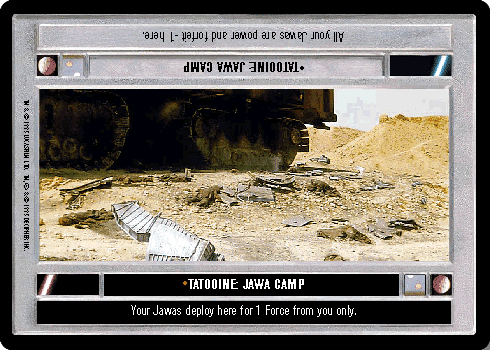 All your Jawas are power and forfeit -1 here.
•TATOOINE: JAWA CAMP
•TATOOINE: JAWA CAMP
Your Jawas deploy here for 1 Force from you only.